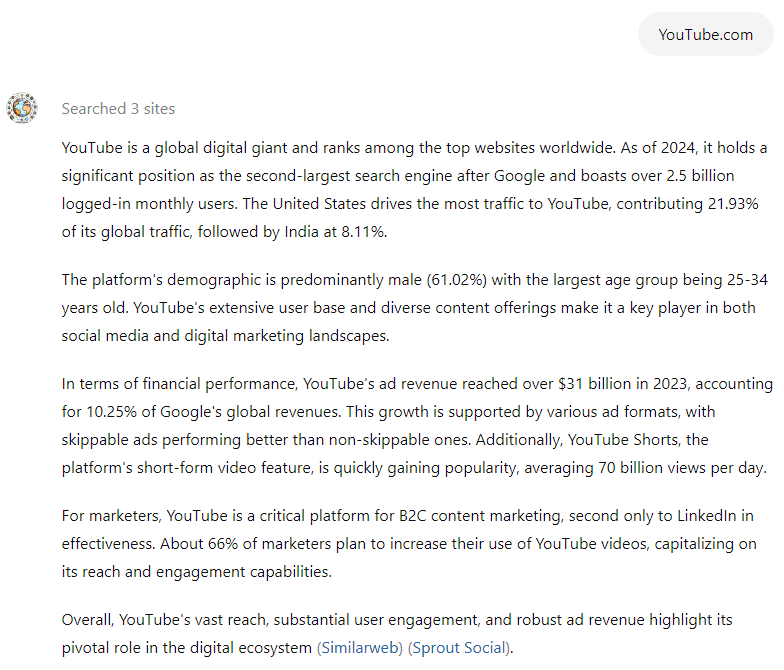 YouTube.com
Searched 3 sites
YouTube is a global digital giant and ranks among the top websites worldwide. As of 2024, it holds a
significant position as the second-largest search engine after Google and boasts over 2.5 billion
logged-in monthly users. The United States drives the most traffic to YouTube, contributing 21.93%
of its global traffic, followed by India at 8.11%.
The platform's demographic is predominantly male (61.02%) with the largest age group being 25-34
years old. YouTube's extensive user base and diverse content offerings make it a key player in both
social media and digital marketing landscapes.
In terms of financial performance, YouTube's ad revenue reached over $31 billion in 2023, accounting
for 10.25% of Google's global revenues. This growth is supported by various ad formats, with
skippable ads performing better than non-skippable ones. Additionally, YouTube Shorts, the
platform's short-form video feature, is quickly gaining popularity, averaging 70 billion views per day.
For marketers, YouTube is a critical platform for B2C content marketing, second only to LinkedIn in
effectiveness. About 66% of marketers plan to increase their use of YouTube videos, capitalizing on
its reach and engagement capabilities.
Overall, YouTube's vast reach, substantial user engagement, and robust ad revenue highlight its
pivotal role in the digital ecosystem (Similarweb) (Sprout Social).